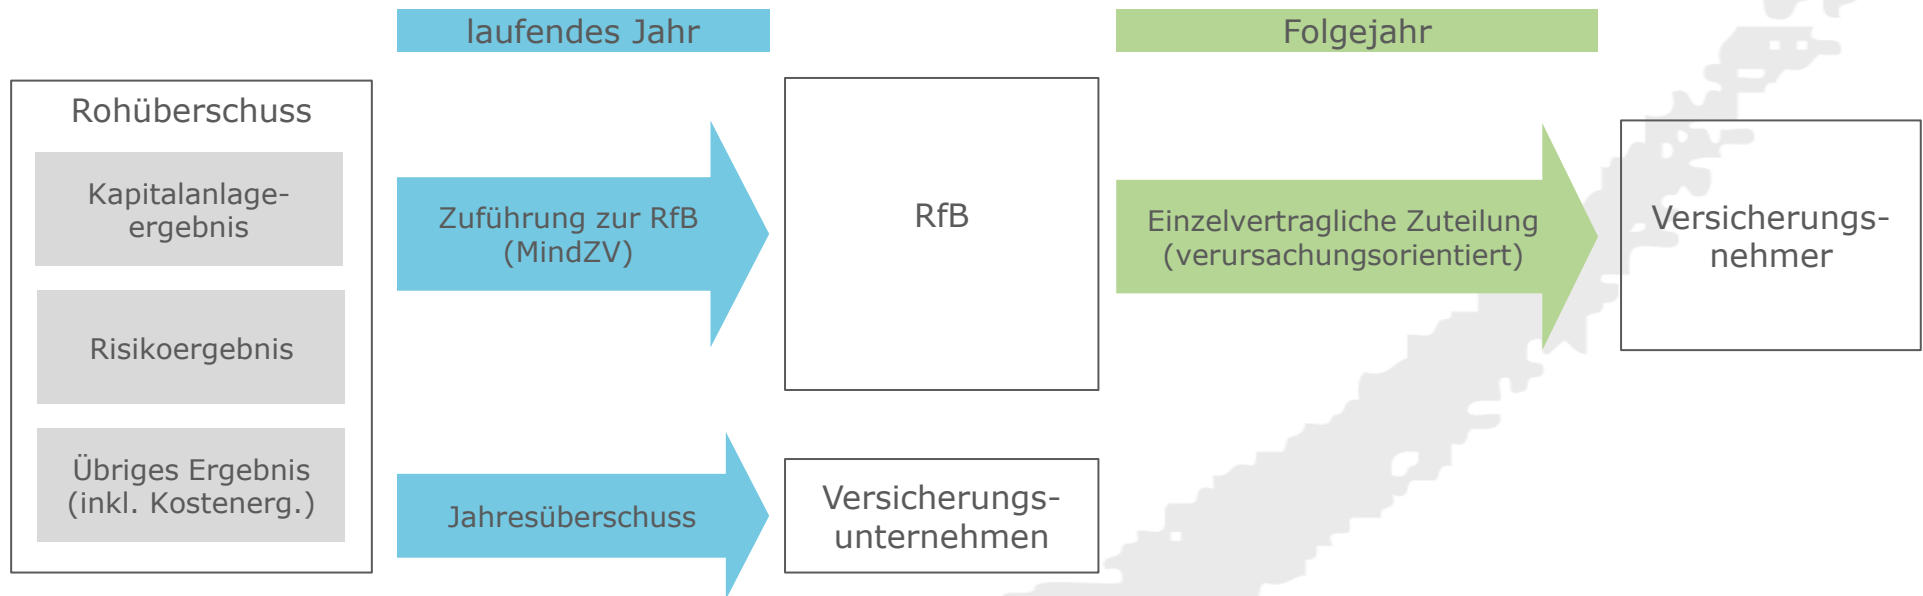 laufendes Jahr
Folgejahr
Rohüberschuss
Kapitalanlage-
ergebnis
Risikoergebnis
Übriges Ergebnis
(inkl. Kostenerg.)
Zuführung zur RfB
(MindZV)
Jahresüberschuss
RfB
Versicherungs-
unternehmen
Einzelvertragliche Zuteilung
(verursachungsorientiert)
Versicherungs-
nehmer